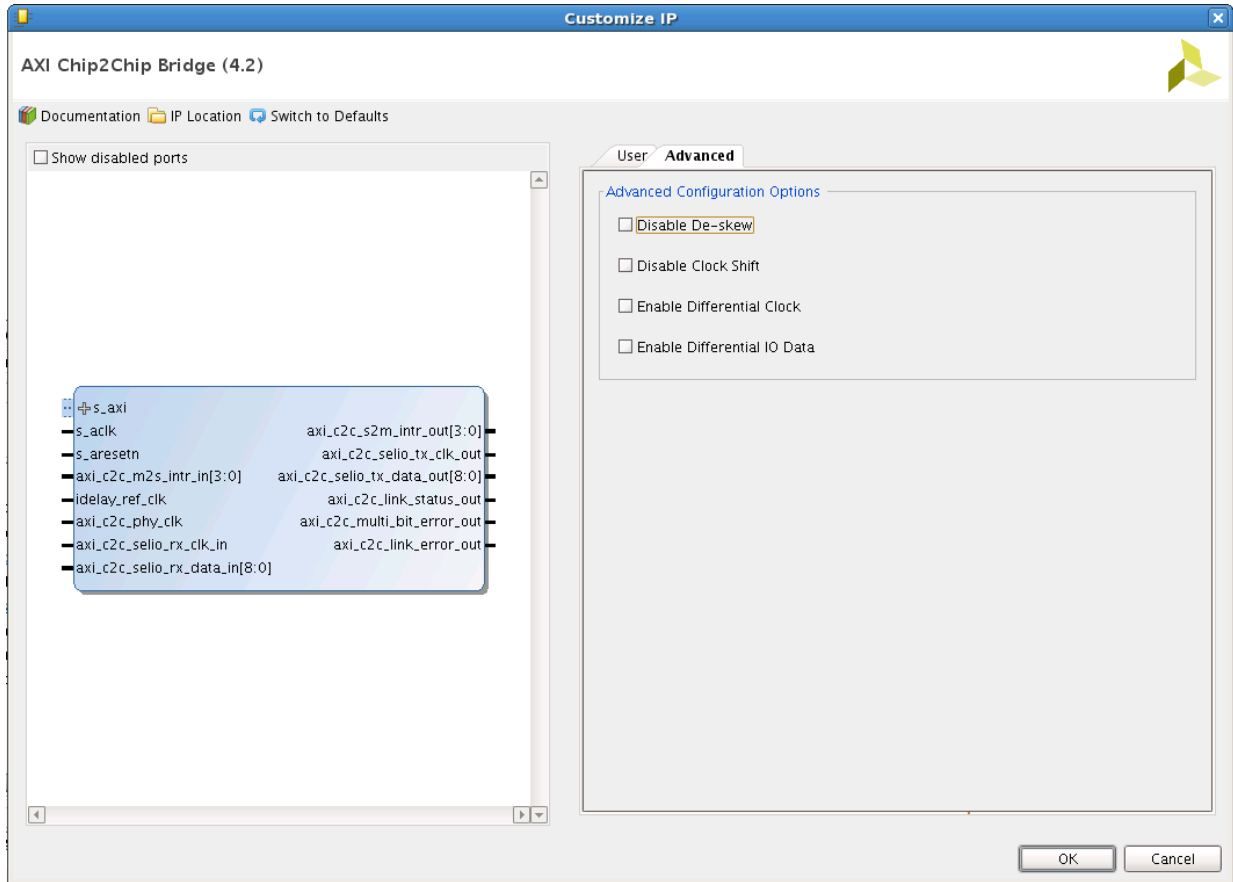 Customize IP
AXI Chip2Chip Bridge (4.2)
Documentation IP Location Switch to Defaults
Show disabled ports
s_axi
s_aclk
s_aresetn
axi_c2c_m2s_intr_in[3:0]
idelay_ref_clk
axi_c2c_phy_clk
axi_c2c_selio_rx_clk_in
axi_c2c_selio_rx_data_in[8:0]
axi_c2c_s2m_intr_out[3:0]
axi_c2c_selio_tx_clk_out
axi_c2c_selio_tx_data_out[8:0]
axi_c2c_link_status_out
axi_c2c_multi_bit_error_out
axi_c2c_link_error_out
User Advanced
Advanced Configuration Options
Disable De-skew
Disable Clock Shift
Enable Differential Clock
Enable Differential IO Data
OK Cancel